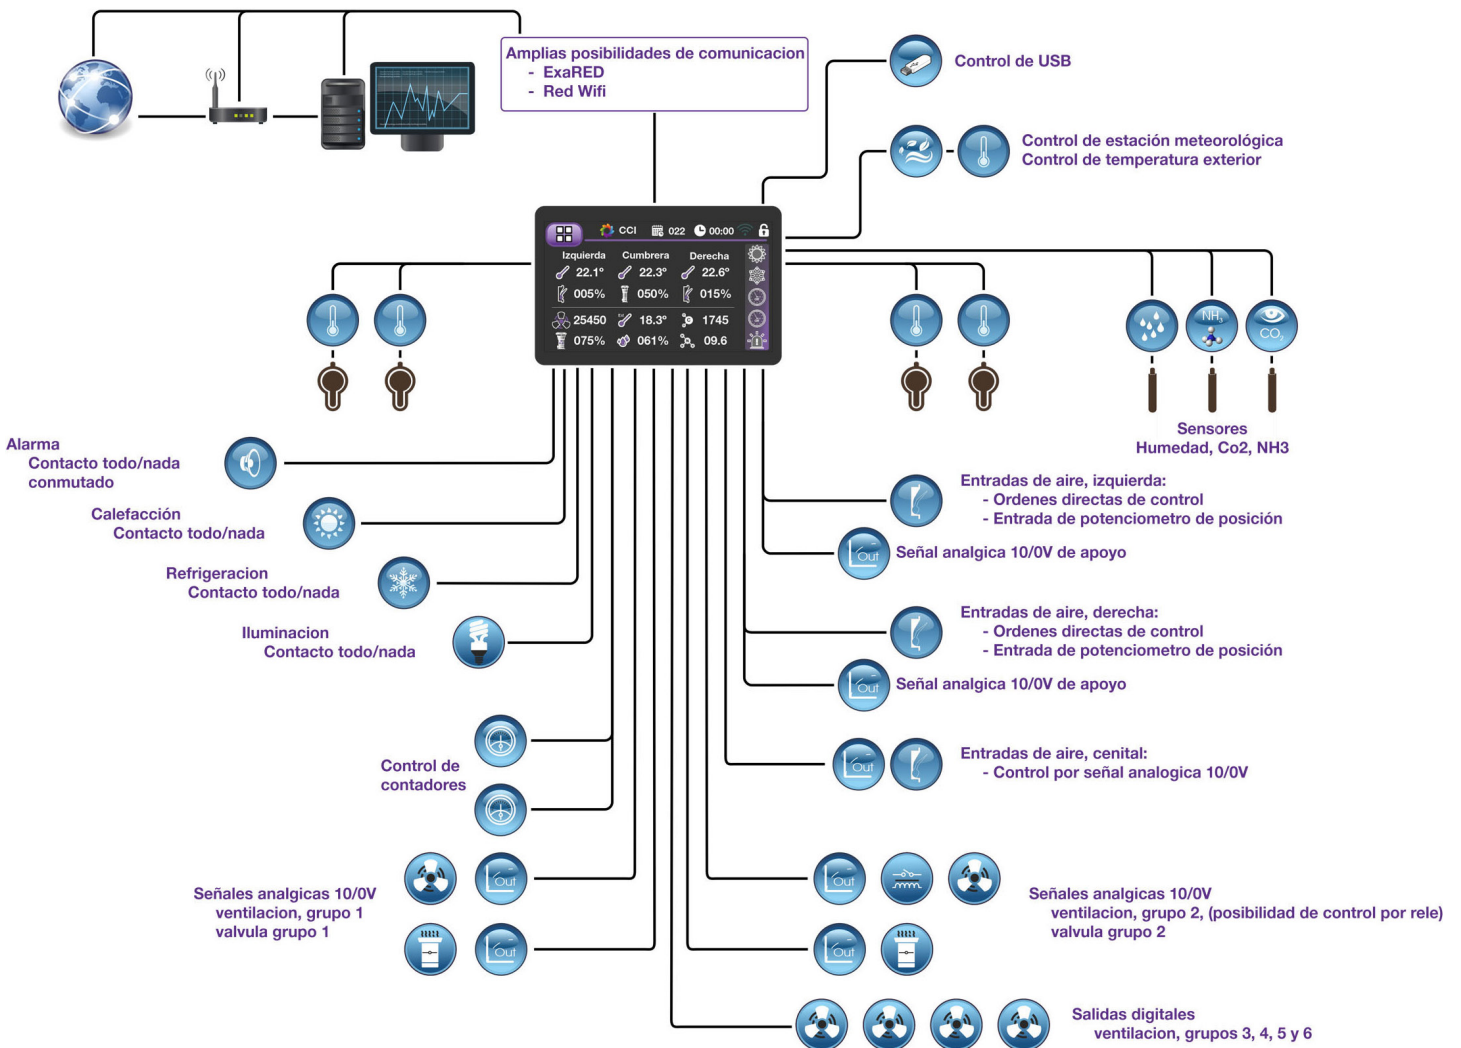 Amplias posibilidades de comunicacion
- ExaRED
- Red Wifi
Control de USB
Control de estación meteorológica
Control de temperatura exterior
CCI 022 00:00
Izquierda Cumbrera Derecha
22.1º 22.3º 22.6º
005% 050% 015%
25450 18.3º 1745
075% 061% 09.6
NH3
CO2
Sensores
Humedad, Co2, NH3
Alarma
Contacto todo/nada
conmutado
Calefacción
Contacto todo/nada
Refrigeracion
Contacto todo/nada
Iluminacion
Contacto todo/nada
Control de
contadores
Señales analgicas 10/0V
ventilacion, grupo 1
valvula grupo 1
Out
Out
Entradas de aire, izquierda:
- Ordenes directas de control
- Entrada de potenciometro de posición
Out
Señal analgica 10/0V de apoyo
Entradas de aire, derecha:
- Ordenes directas de control
- Entrada de potenciometro de posición
Out
Señal analgica 10/0V de apoyo
Out
Entradas de aire, cenital:
- Control por señal analogica 10/0V
Out
Out
Señales analgicas 10/0V
ventilacion, grupo 2, (posibilidad de control por rele)
valvula grupo 2
Salidas digitales
ventilacion, grupos 3, 4, 5 y 6